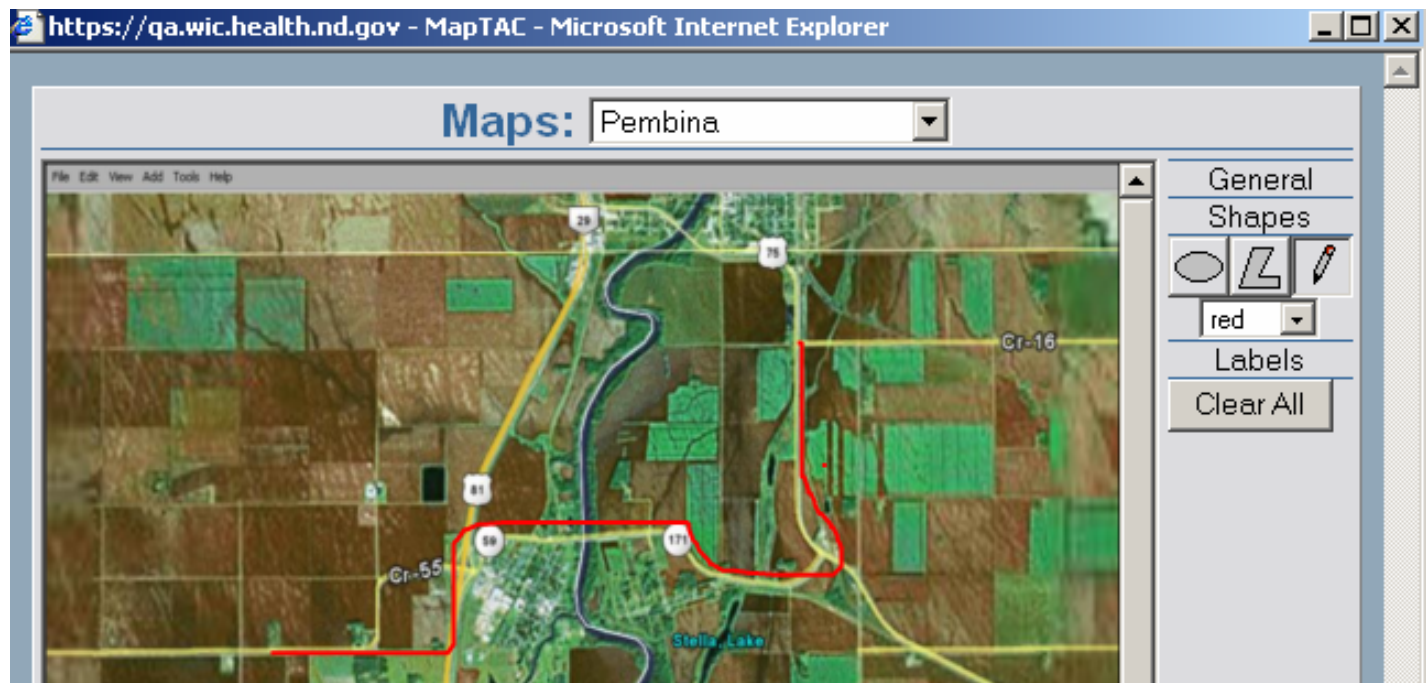 https://qa.wic.health.nd.gov - MapTAC - Microsoft Internet Explorer
Maps: Pembina
File Edit View Add Tools Help
General
Shapes
red
Labels
Clear All
29
75
Cr-16
81
59
171
Cr-55
Stella, Lake